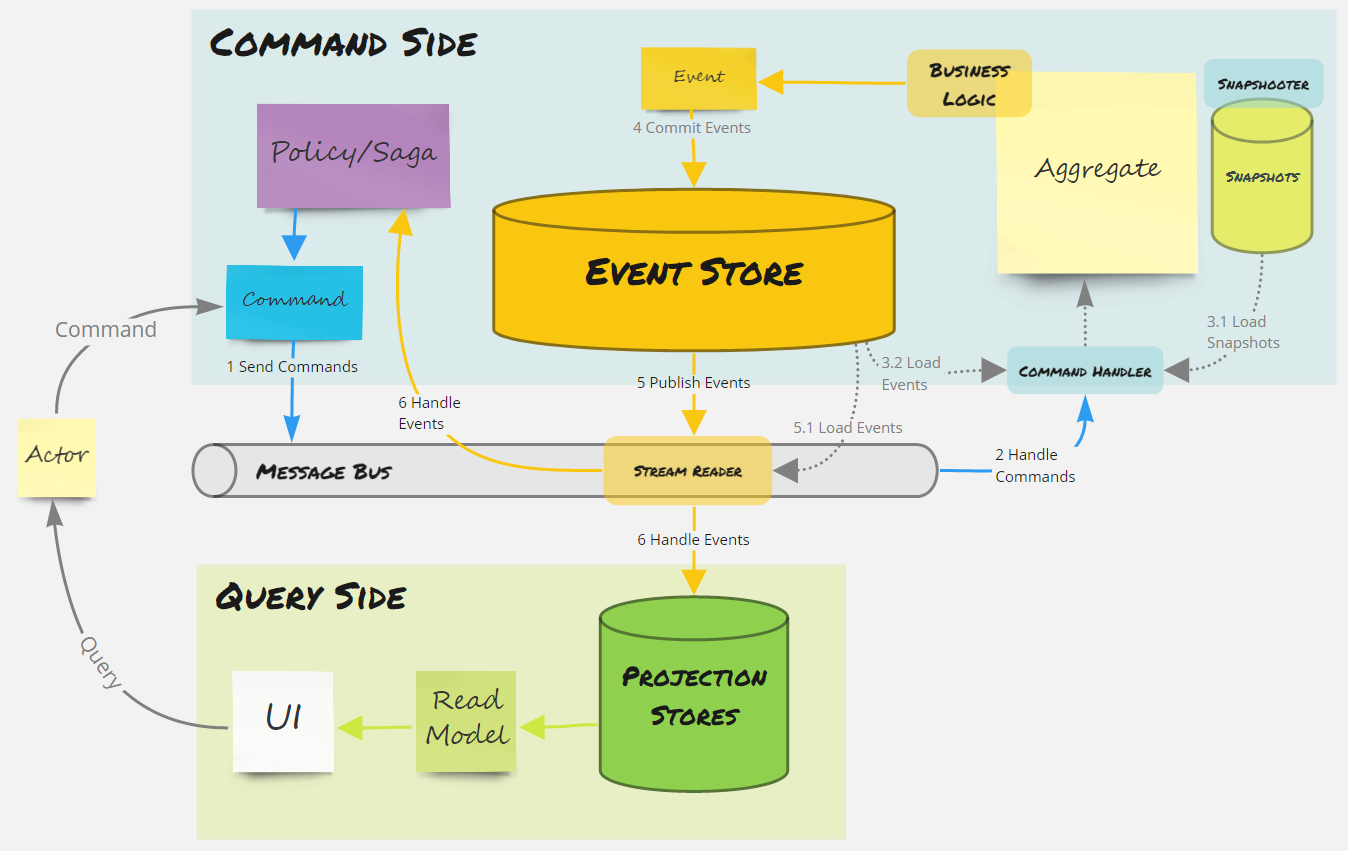 Command Side
Event
Business
Logic
Snapshooter
4 Commit Events
Policy/Saga
Aggregate
Snapshots
Event Store
Command
Command
1 Send Commands
5 Publish Events
3.2 Load
Events
3.1 Load
Snapshots
Command Handler
6 Handle
Events
5.1 Load Events
Actor
Message Bus
Stream Reader
2 Handle
Commands
6 Handle Events
Query Side
Query
UI
Read
Model
Projection
Stores